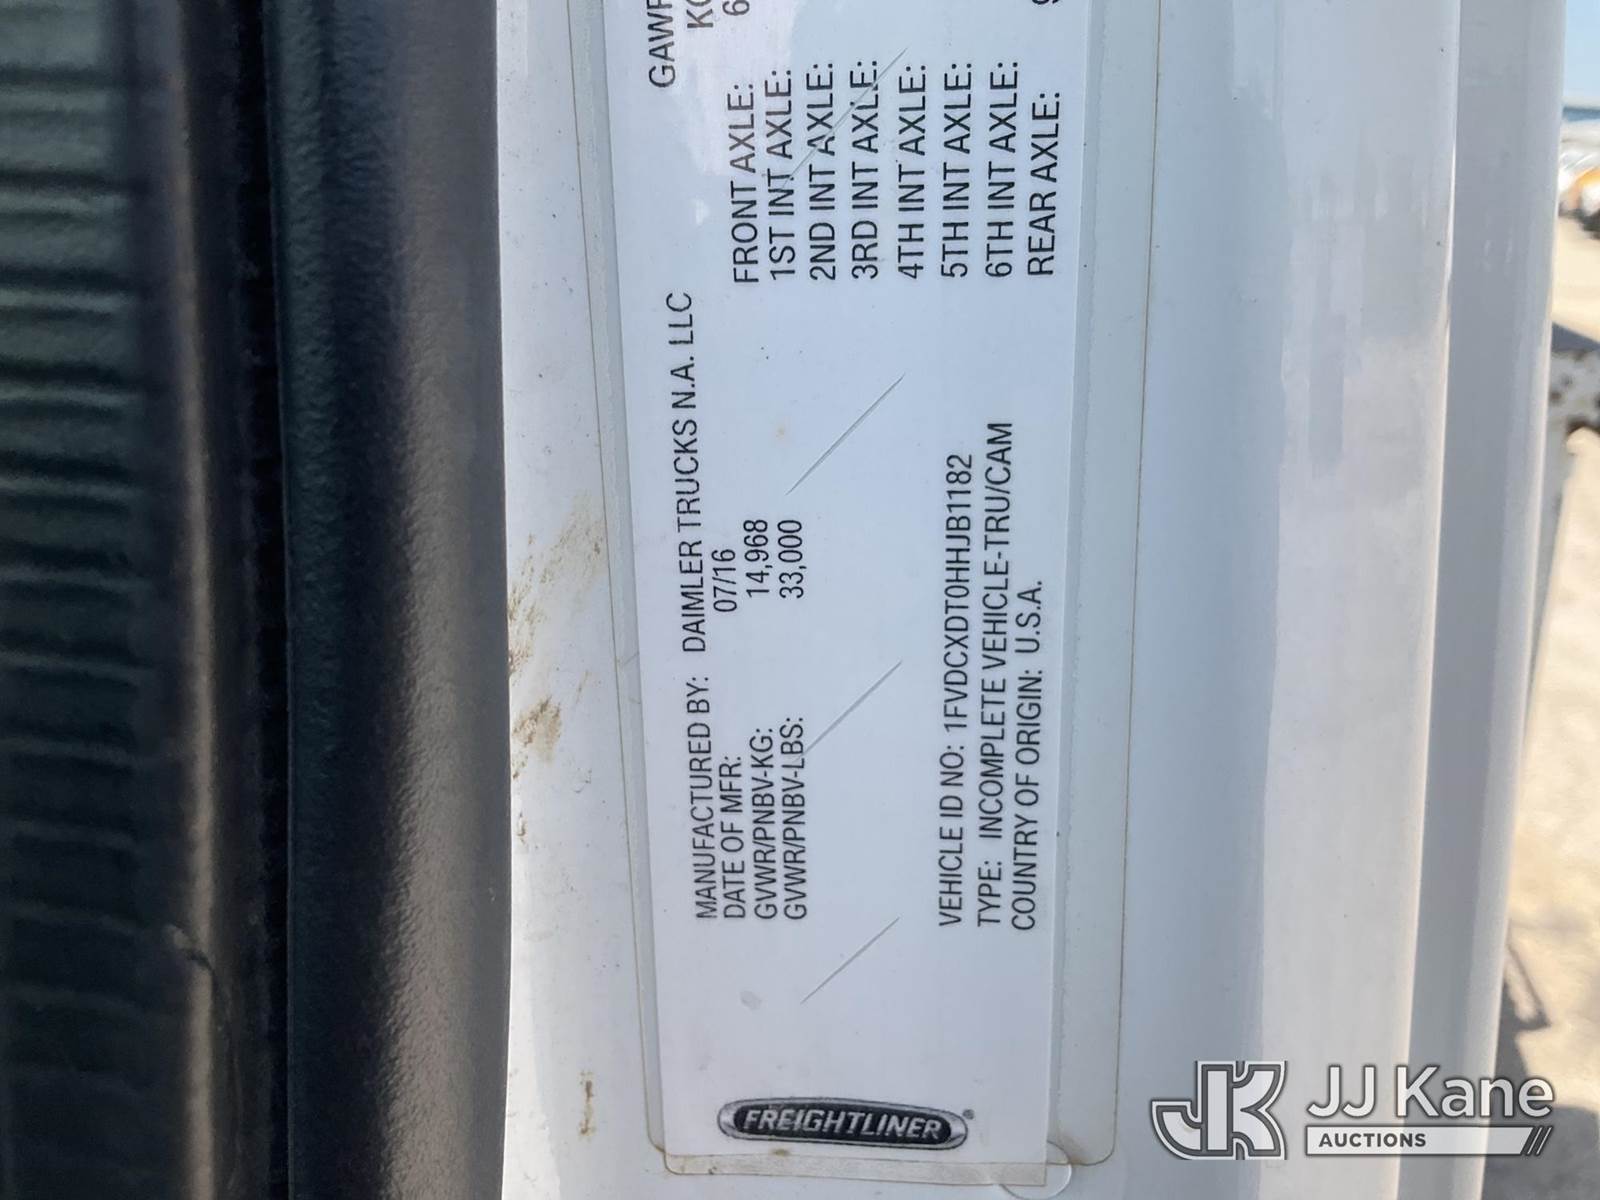 MANUFACTURED BY: DAIMLER TRUCKS N.A. LLC
DATE OF MFR: 07/16
GVWR/PNBV-KG: 14,968
GVWR/PNBV-LBS: 33,000
VEHICLE ID NO: 1FVDCXDT0HHJB1182
TYPE: INCOMPLETE VEHICLE-TRU/CAM
COUNTRY OF ORIGIN: U.S.A.
FRONT AXLE:
1ST INT AXLE:
2ND INT AXLE:
3RD INT AXLE:
4TH INT AXLE:
5TH INT AXLE:
6TH INT AXLE:
REAR AXLE:
FREIGHTLINER®
JK JJ Kane
AUCTIONS